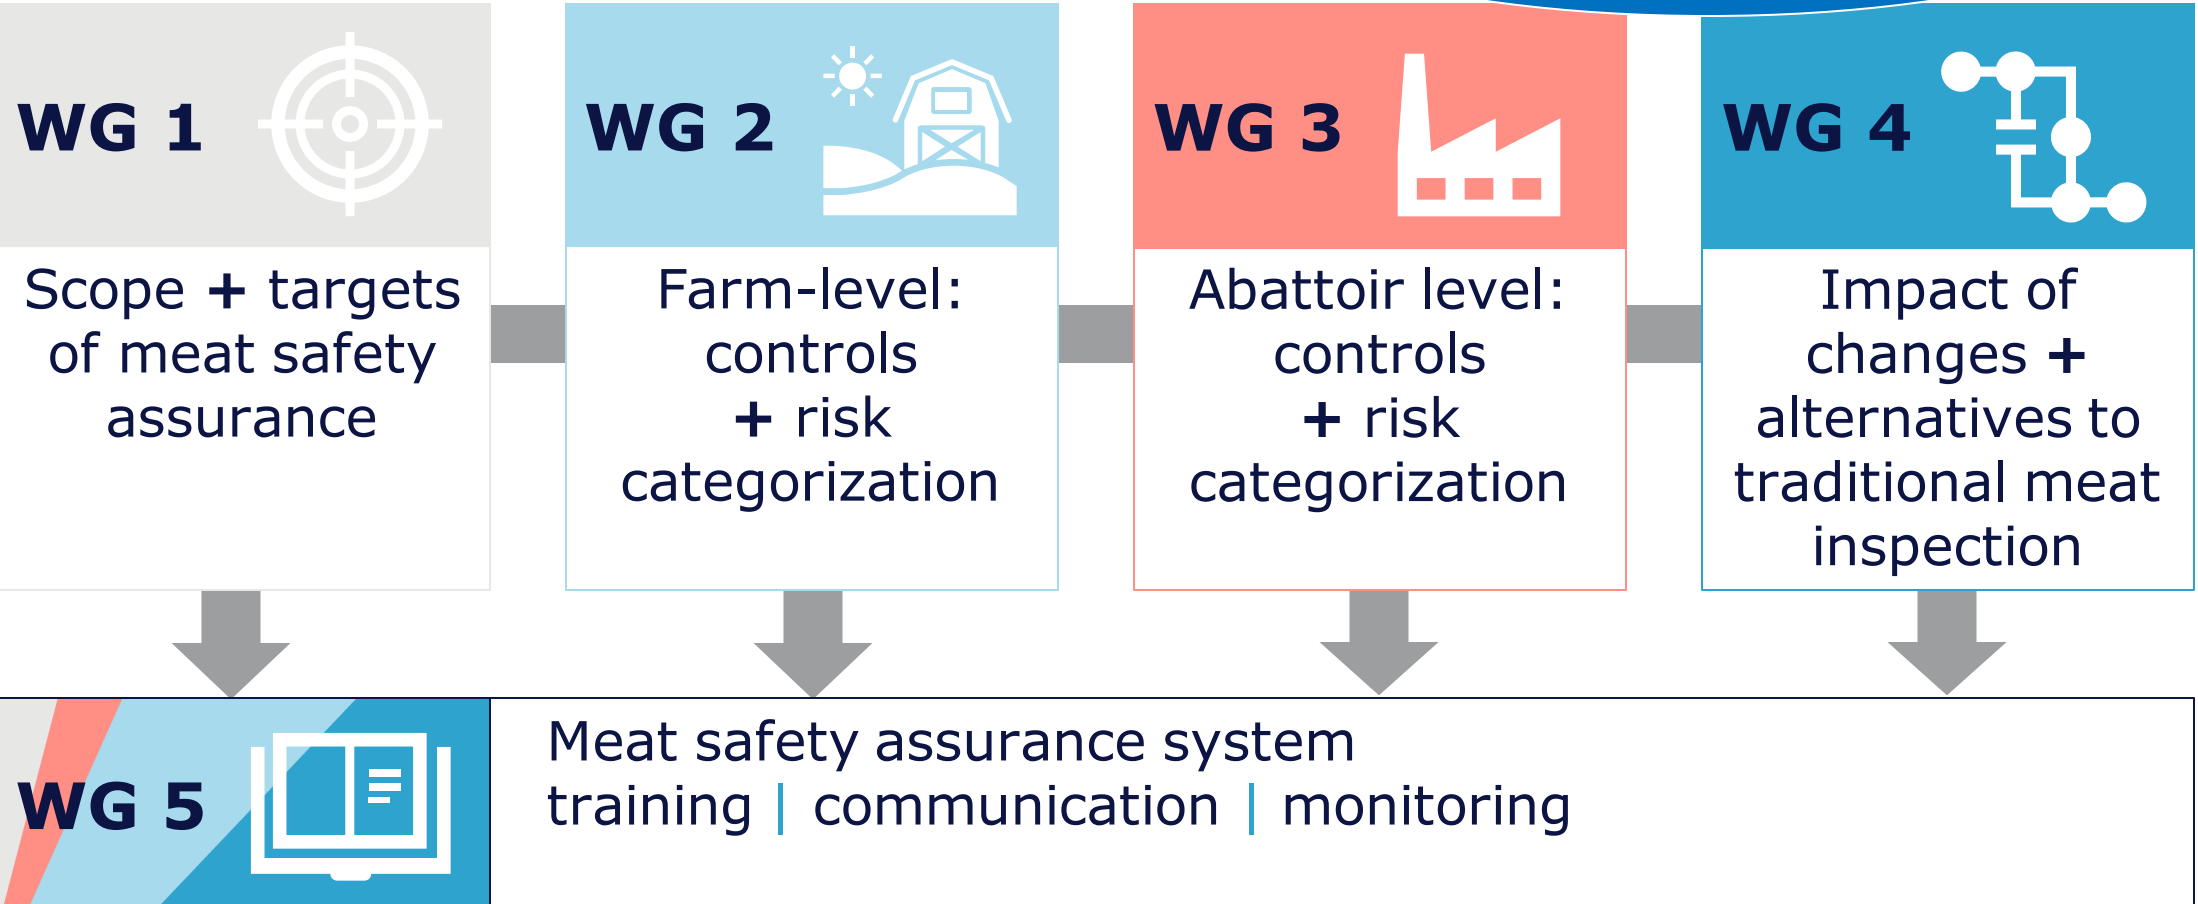 WG 1
Scope + targets
of meat safety
assurance
WG 2
Farm-level:
controls
+ risk
categorization
WG 3
Abattoir level:
controls
+ risk
categorization
WG 4
Impact of
changes +
alternatives to
traditional meat
inspection
WG 5
Meat safety assurance system
training | communication | monitoring